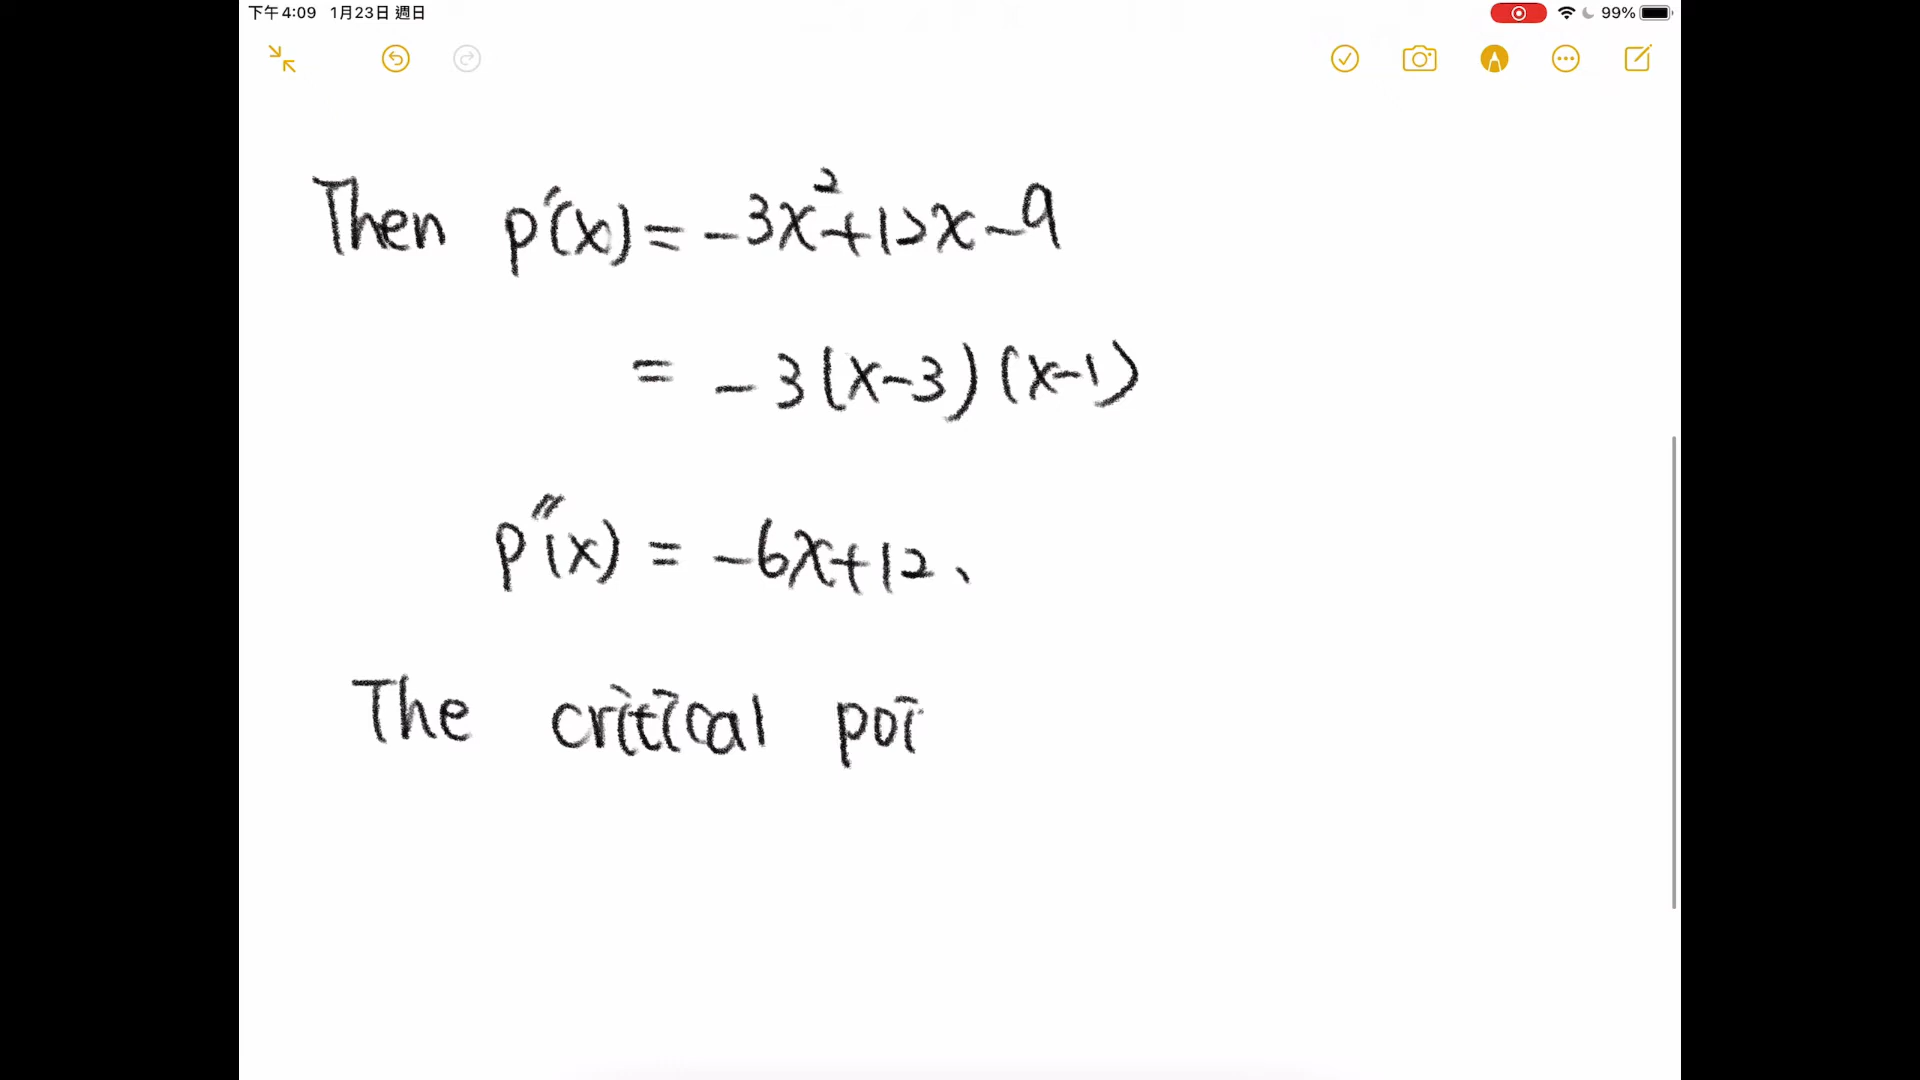 下午4:09 1月23日 週日 99%
Then p'(x) = -3x²+12x-9
= -3(x-3)(x-1)
p''(x) = -6x+12、
The critical poi